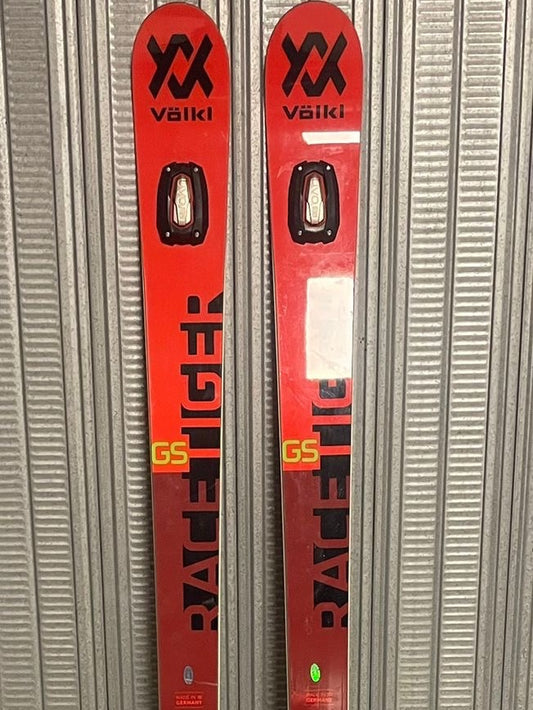 Völkl
GS
RACETIGER
MADE IN
GERMANY
Völkl
GS
RACETIGER
MADE IN
GERMANY